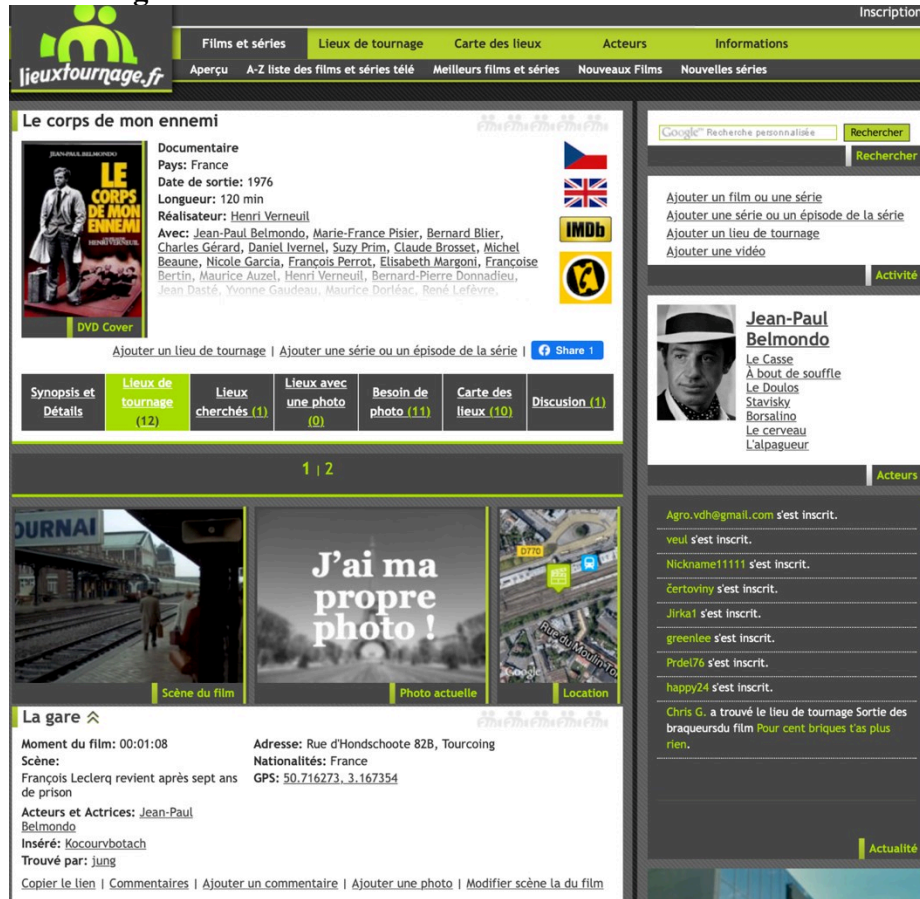 Inscription
lieuxtournage.fr
Films et séries Lieux de tournage Carte des lieux Acteurs Informations
Aperçu A-Z liste des films et séries télé Meilleurs films et séries Nouveaux Films Nouvelles séries
Le corps de mon ennemi
JEAN-PAUL BELMONDO
LE
CORPS
DE MON
ENNEMI
HENRI VERNEUIL
DVD Cover
Documentaire
Pays: France
Date de sortie: 1976
Longueur: 120 min
Réalisateur: Henri Verneuil
Avec: Jean-Paul Belmondo, Marie-France Pisier, Bernard Blier,
Charles Gérard, Daniel Ivernel, Suzy Prim, Claude Brosset, Michel
Beaune, Nicole Garcia, François Perrot, Elisabeth Margoni, Françoise
Bertin, Maurice Auzel, Henri Verneuil, Bernard-Pierre Donnadieu,
Jean Dasté, Yvonne Gaudeau, Maurice Dorléac, René Lefèvre,
IMDb
Ajouter un lieu de tournage | Ajouter une série ou un épisode de la série | Share 1
Synopsis et Détails
Lieux de tournage (12)
Lieux cherchés (1)
Lieux avec une photo (0)
Besoin de photo (11)
Carte des lieux (10)
Discusion (1)
1 | 2
OURNAI
Scène du film
J'ai ma
propre
photo !
Photo actuelle
D770
Rue du Moulin-To
Google
Location
La gare
Moment du film: 00:01:08
Scène:
François Leclerq revient après sept ans
de prison
Acteurs et Actrices: Jean-Paul
Belmondo
Inséré: Kocourvbotach
Trouvé par: jung
Adresse: Rue d'Hondschoote 82B, Tourcoing
Nationalités: France
GPS: 50.716273, 3.167354
Copier le lien | Commentaires | Ajouter un commentaire | Ajouter une photo | Modifier scène la du film
Google Recherche personnalisée Rechercher
Rechercher
Ajouter un film ou une série
Ajouter une série ou un épisode de la série
Ajouter un lieu de tournage
Ajouter une vidéo
Activité
Jean-Paul
Belmondo
Le Casse
À bout de souffle
Le Doulos
Stavisky
Borsalino
Le cerveau
L'alpagueur
Acteurs
Agro.vdh@gmail.com s'est inscrit.
veul s'est inscrit.
Nickname11111 s'est inscrit.
čertoviny s'est inscrit.
Jirka1 s'est inscrit.
greenlee s'est inscrit.
Prdel76 s'est inscrit.
happy24 s'est inscrit.
Chris G. a trouvé le lieu de tournage Sortie des
braqueursdu film Pour cent briques t'as plus
rien.
Actualité